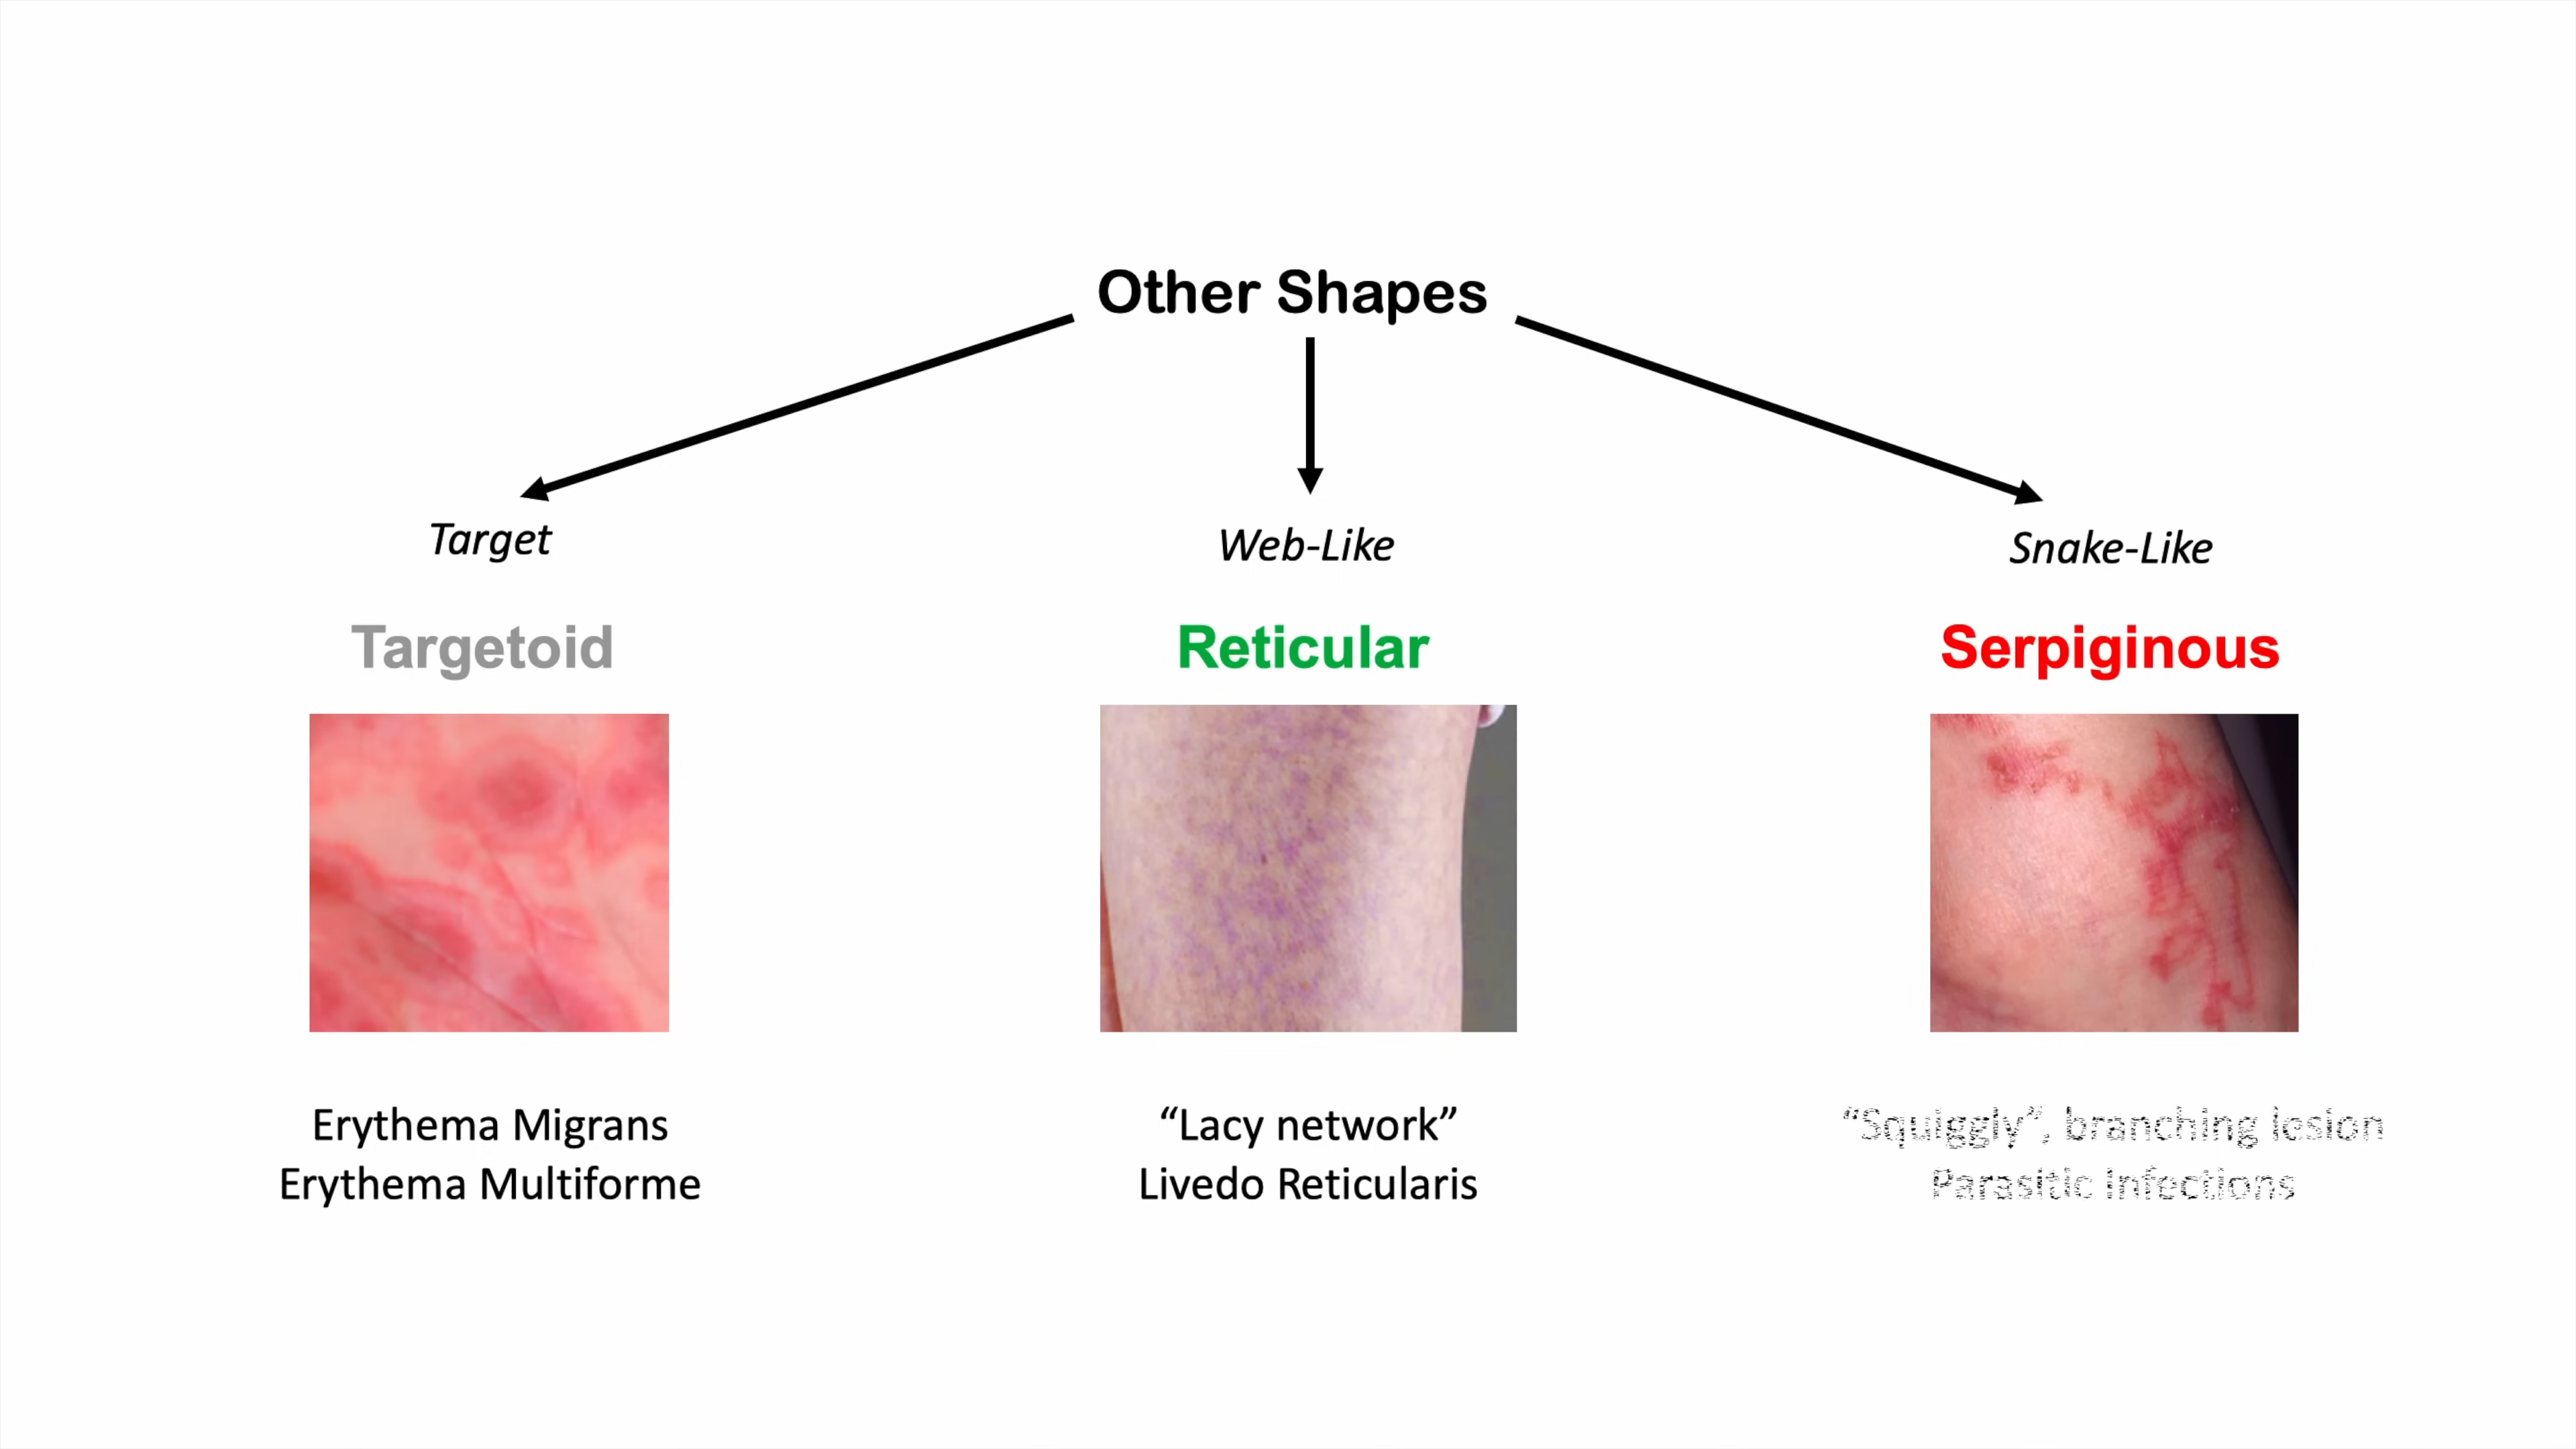 Other Shapes
Target
Web-Like
Snake-Like
Targetoid
Reticular
Serpiginous
Erythema Migrans
Erythema Multiforme
“Lacy network”
Livedo Reticularis
“Squiggly”, branching lesion
Parasitic Infections